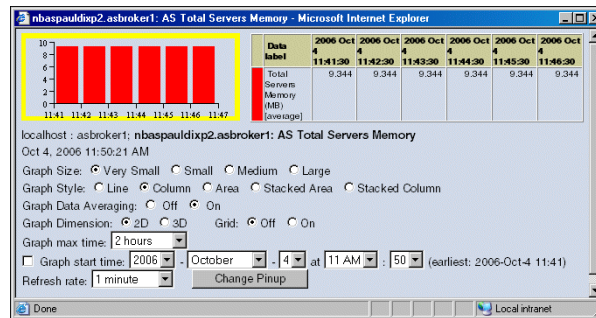 nbaspauldixp2.asbroker1: AS Total Servers Memory - Microsoft Internet Explorer
10
8
6
4
2
0
11:41 11:42 11:43 11:44 11:45 11:46 11:47
Data label 2006 Oct 4 11:41:30 2006 Oct 4 11:42:30 2006 Oct 4 11:43:30 2006 Oct 4 11:44:30 2006 Oct 4 11:45:30 2006 Oct 4 11:46:30
Total Servers Memory (MB) [average] 9.344 9.344 9.344 9.344 9.344 9.344
localhost : asbroker1; nbaspauldixp2.asbroker1: AS Total Servers Memory
Oct 4, 2006 11:50:21 AM
Graph Size: Very Small Small Medium Large
Graph Style: Line Column Area Stacked Area Stacked Column
Graph Data Averaging: Off On
Graph Dimension: 2D 3D Grid: Off On
Graph max time: 2 hours
Graph start time: 2006 - October - 4 at 11 AM : 50 (earliest: 2006-Oct-4 11:41)
Refresh rate: 1 minute Change Pinup
Done Local intranet